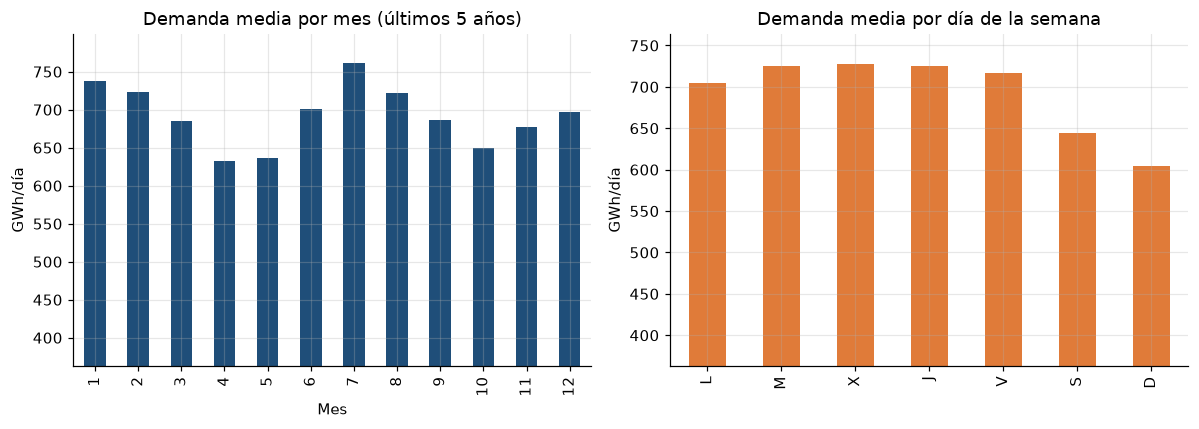 Demanda media por mes (últimos 5 años)
GWh/día
750
700
650
600
550
500
450
400
1 2 3 4 5 6 7 8 9 10 11 12
Mes
Demanda media por día de la semana
GWh/día
750
700
650
600
550
500
450
400
L M X J V S D